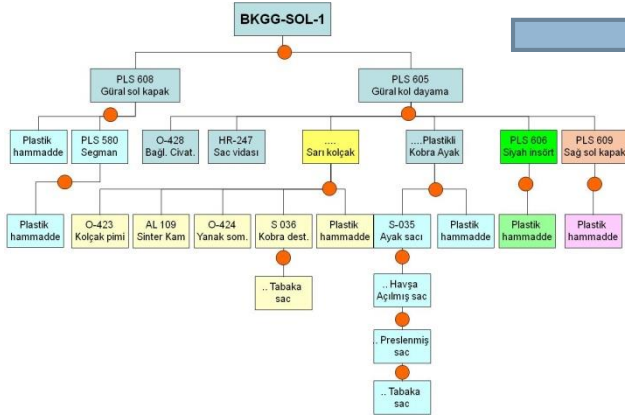 BKGG-SOL-1
PLS 608
Güral sol kapak
PLS 605
Güral kol dayama
Plastik
hammadde
PLS 580
Segman
O-428
Bağl. Civat.
HR-247
Sac vidası
....
Sarı kolçak
....Plastikli
Kobra Ayak
PLS 606
Siyah insört
PLS 609
Sağ sol kapak
Plastik
hammadde
O-423
Kolçak pimi
AL 109
Sinter Kam
O-424
Yanak som.
S 036
Kobra dest.
Plastik
hammadde
S-035
Ayak sacı
Plastik
hammadde
Plastik
hammadde
Plastik
hammadde
.. Tabaka
sac
.. Havşa
Açılmış sac
.. Preslenmiş
sac
.. Tabaka
sac